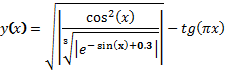 y(x) = √|cos²(x) / ∛|e^(−sin(x)+0.3)|| − tg(πx)